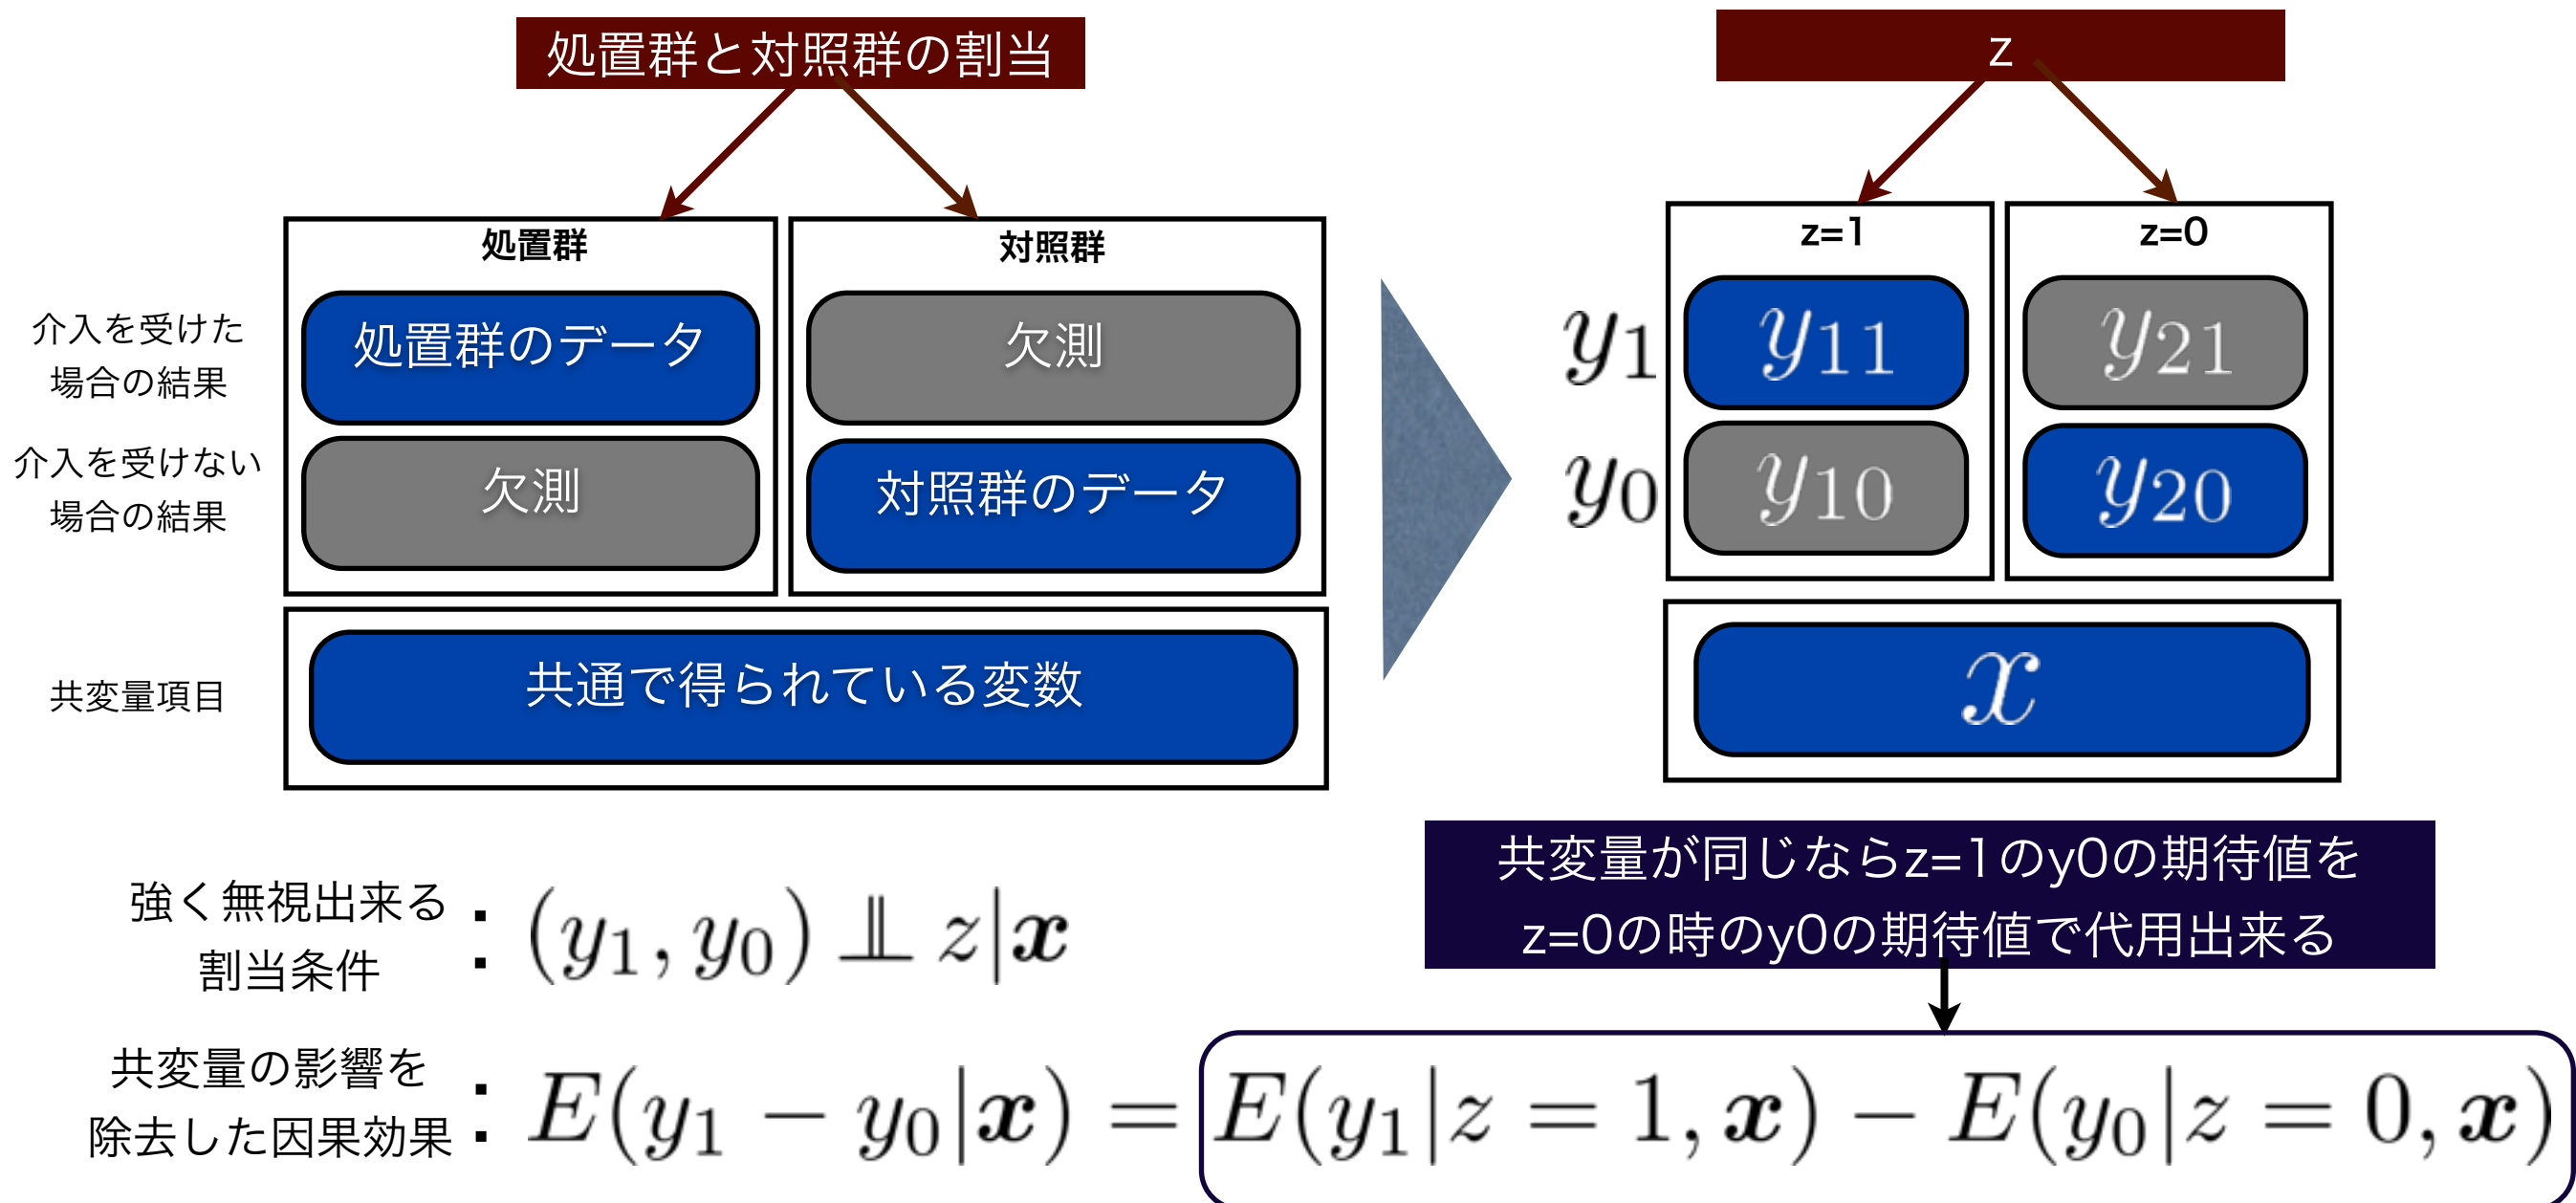 処置群と対照群の割当
z
処置群
対照群
z=1
z=0
介入を受けた
場合の結果
処置群のデータ
欠測
y₁
y₁₁
y₂₁
介入を受けない
場合の結果
欠測
対照群のデータ
y₀
y₁₀
y₂₀
共変量項目
共通で得られている変数
x
共変量が同じならz=1のy0の期待値を
z=0の時のy0の期待値で代用出来る
強く無視出来る
割当条件
:
(y₁, y₀) ⫫ z|x
共変量の影響を
除去した因果効果
:
E(y₁ − y₀|x) = E(y₁|z = 1, x) − E(y₀|z = 0, x)